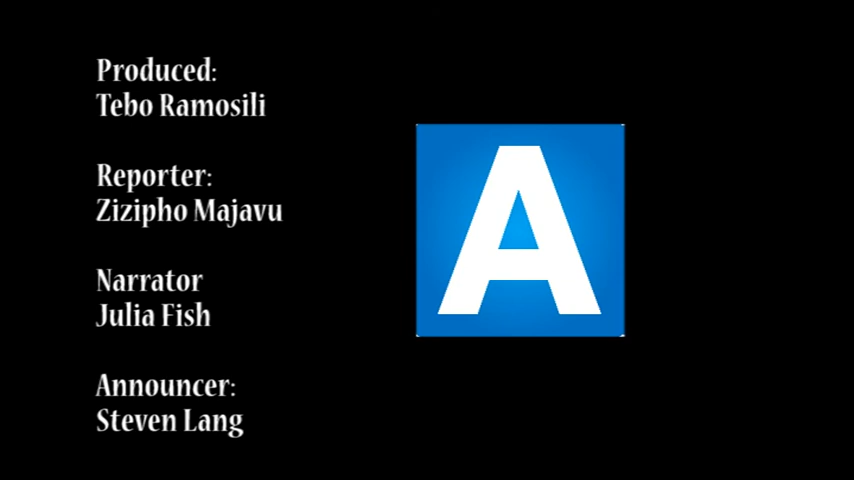 Produced:
Tebo Ramosili
Reporter:
Zizipho Majavu
Narrator
Julia Fish
Announcer:
Steven Lang
A